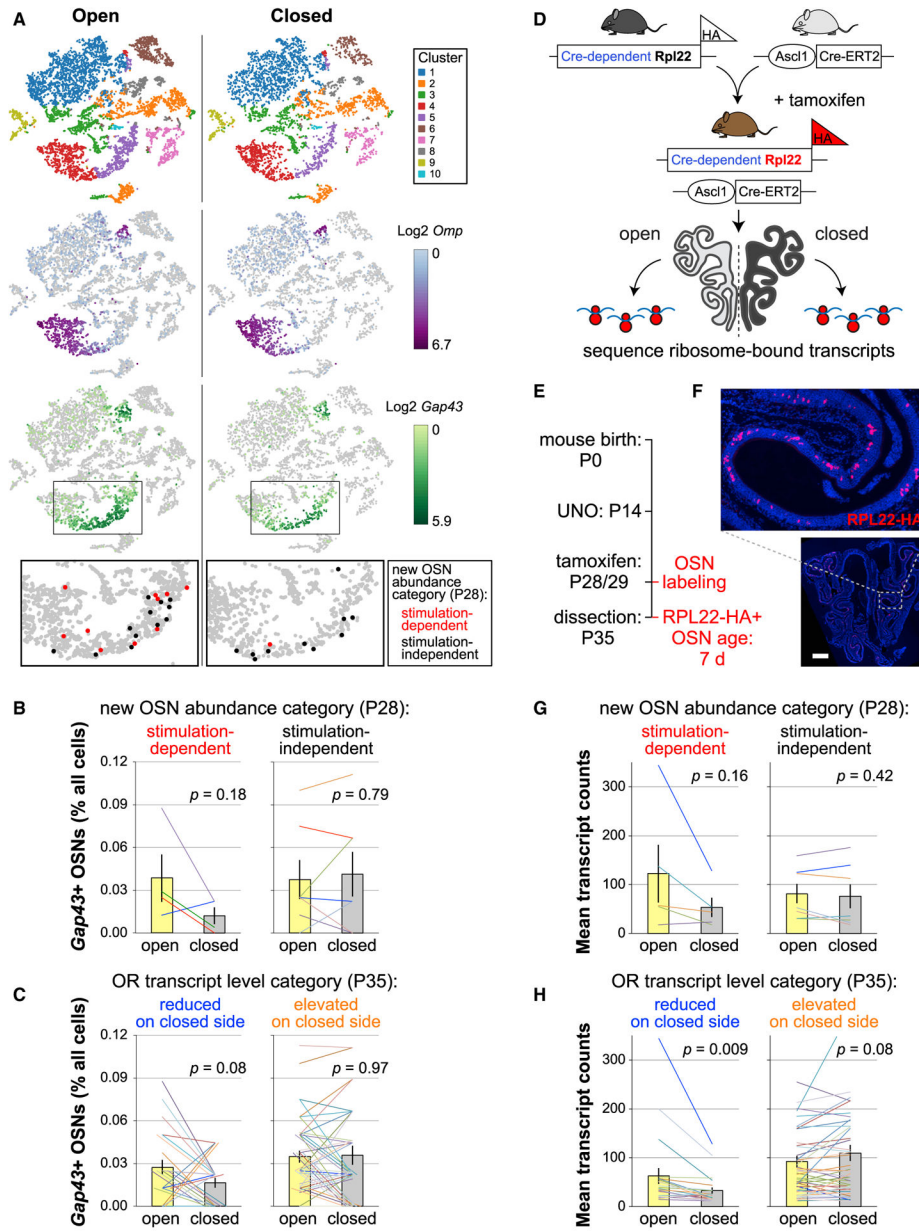 A
Open
Closed
Cluster
1
2
3
4
5
6
7
8
9
10
Log2 Omp
0
6.7
Log2 Gap43
0
5.9
new OSN
abundance
category (P28):
stimulation-
dependent
stimulation-
independent
B
new OSN abundance category (P28):
stimulation-
dependent
stimulation-
independent
Gap43+ OSNs (% all cells)
0.12
0.09
0.06
0.03
0.00
p = 0.18
p = 0.79
open
closed
open
closed
C
OR transcript level category (P35):
reduced
on closed side
elevated
on closed side
Gap43+ OSNs (% all cells)
0.12
0.09
0.06
0.03
0.00
p = 0.08
p = 0.97
open
closed
open
closed
D
HA
Cre-dependent Rpl22
Ascl1
Cre-ERT2
+ tamoxifen
HA
Cre-dependent Rpl22
Ascl1
Cre-ERT2
open
closed
sequence ribosome-bound transcripts
E
mouse birth:
P0
UNO: P14
tamoxifen:
P28/29
OSN
labeling
dissection:
P35
RPL22-HA+
OSN age:
7 d
F
RPL22-HA
G
new OSN abundance category (P28):
stimulation-
dependent
stimulation-
independent
Mean transcript counts
300
200
100
0
p = 0.16
p = 0.42
open
closed
open
closed
H
OR transcript level category (P35):
reduced
on closed side
elevated
on closed side
Mean transcript counts
300
200
100
0
p = 0.009
p = 0.08
open
closed
open
closed